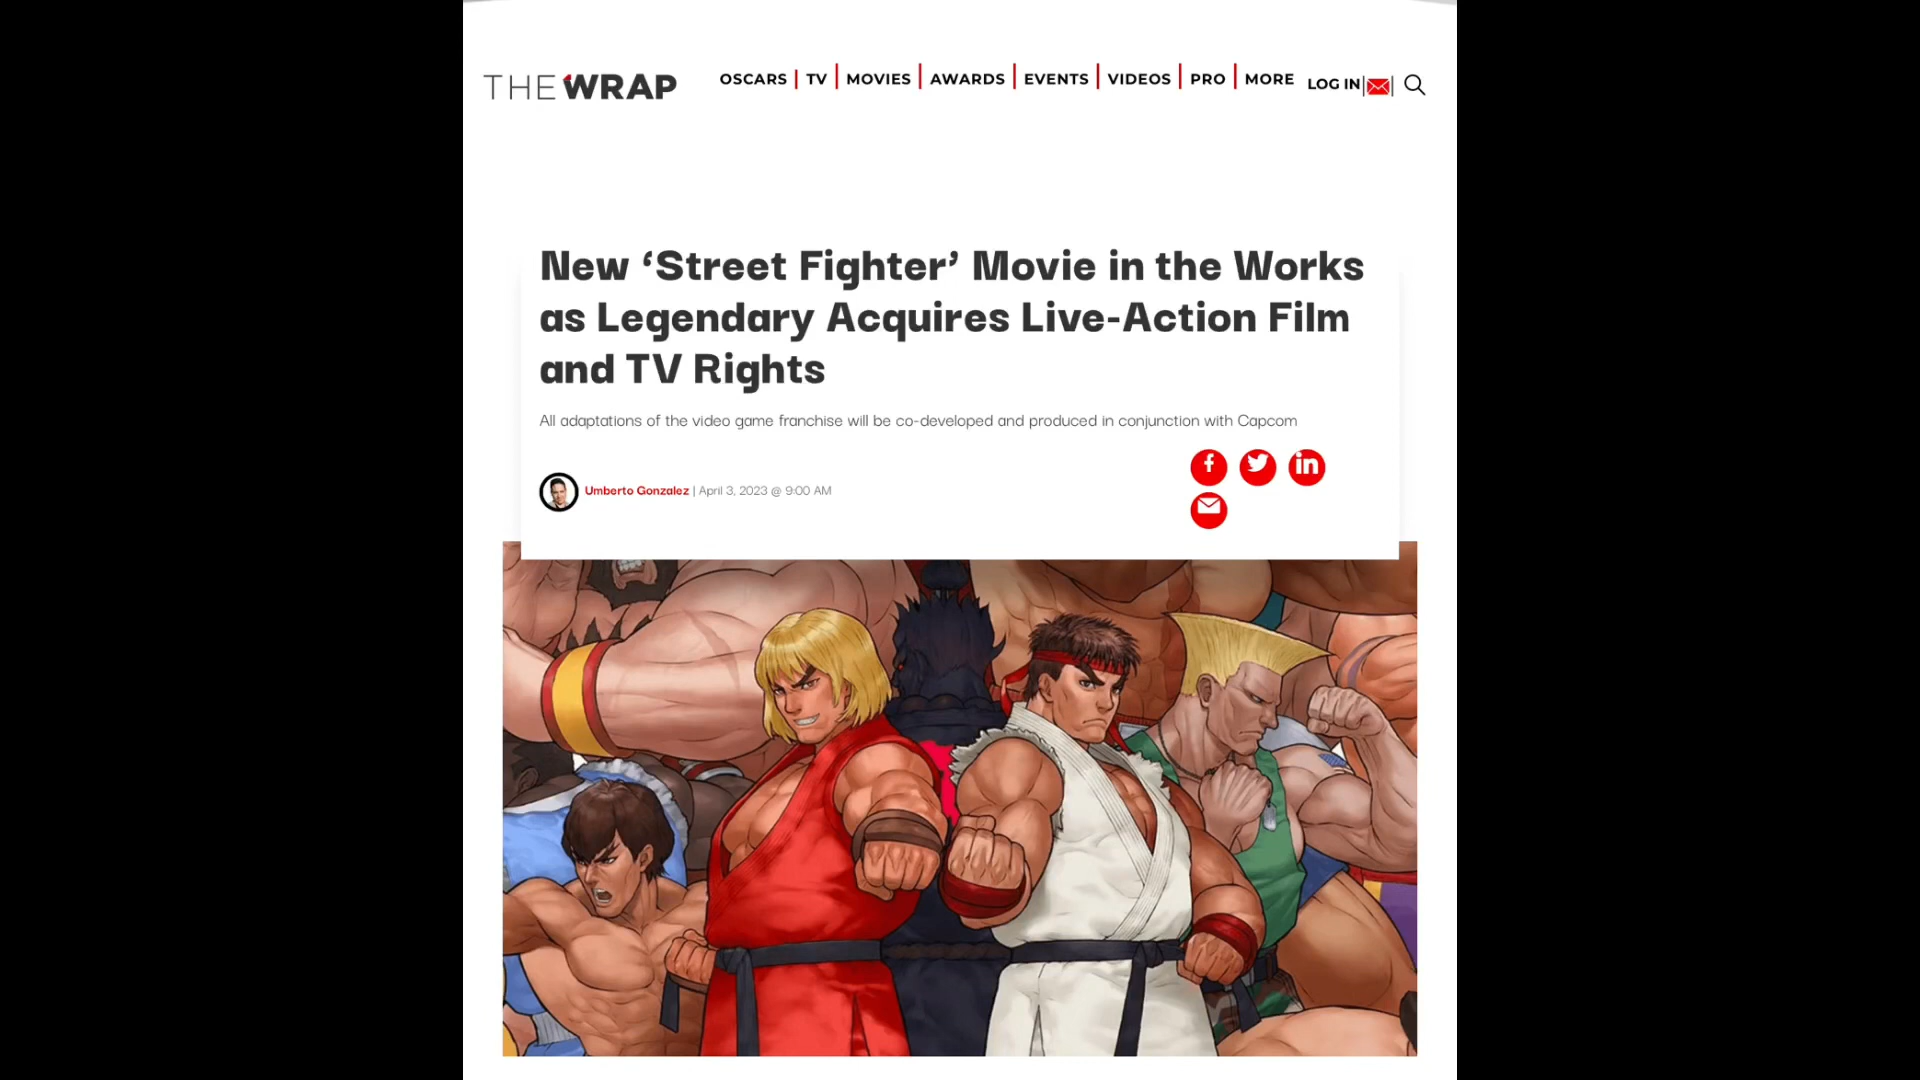 THE WRAP
OSCARS | TV | MOVIES | AWARDS | EVENTS | VIDEOS | PRO | MORE
LOG IN
New ‘Street Fighter’ Movie in the Works
as Legendary Acquires Live-Action Film
and TV Rights
All adaptations of the video game franchise will be co-developed and produced in conjunction with Capcom
Umberto Gonzalez | April 3, 2023 @ 9:00 AM